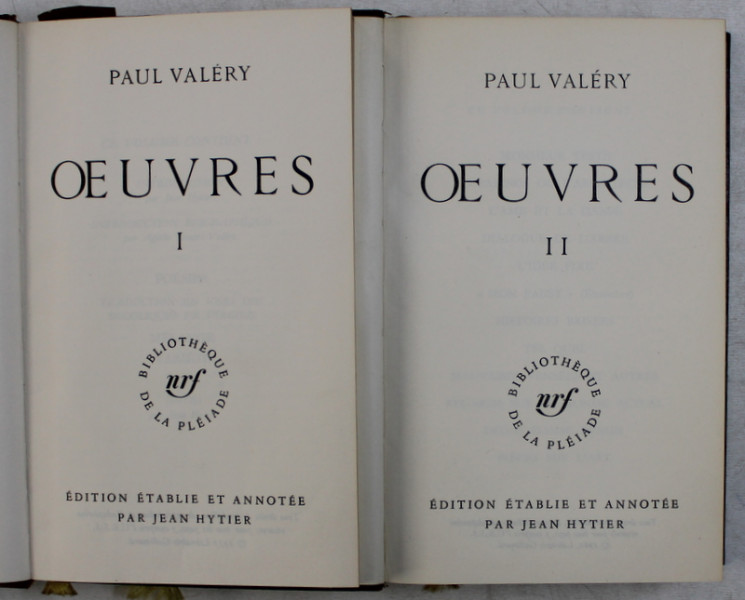 PAUL VALÉRY
ŒUVRES
I
BIBLIOTHÈQUE
nrf
DE LA PLÉIADE
ÉDITION ÉTABLIE ET ANNOTÉE
PAR JEAN HYTIER
PAUL VALÉRY
ŒUVRES
II
BIBLIOTHÈQUE
nrf
DE LA PLÉIADE
ÉDITION ÉTABLIE ET ANNOTÉE
PAR JEAN HYTIER